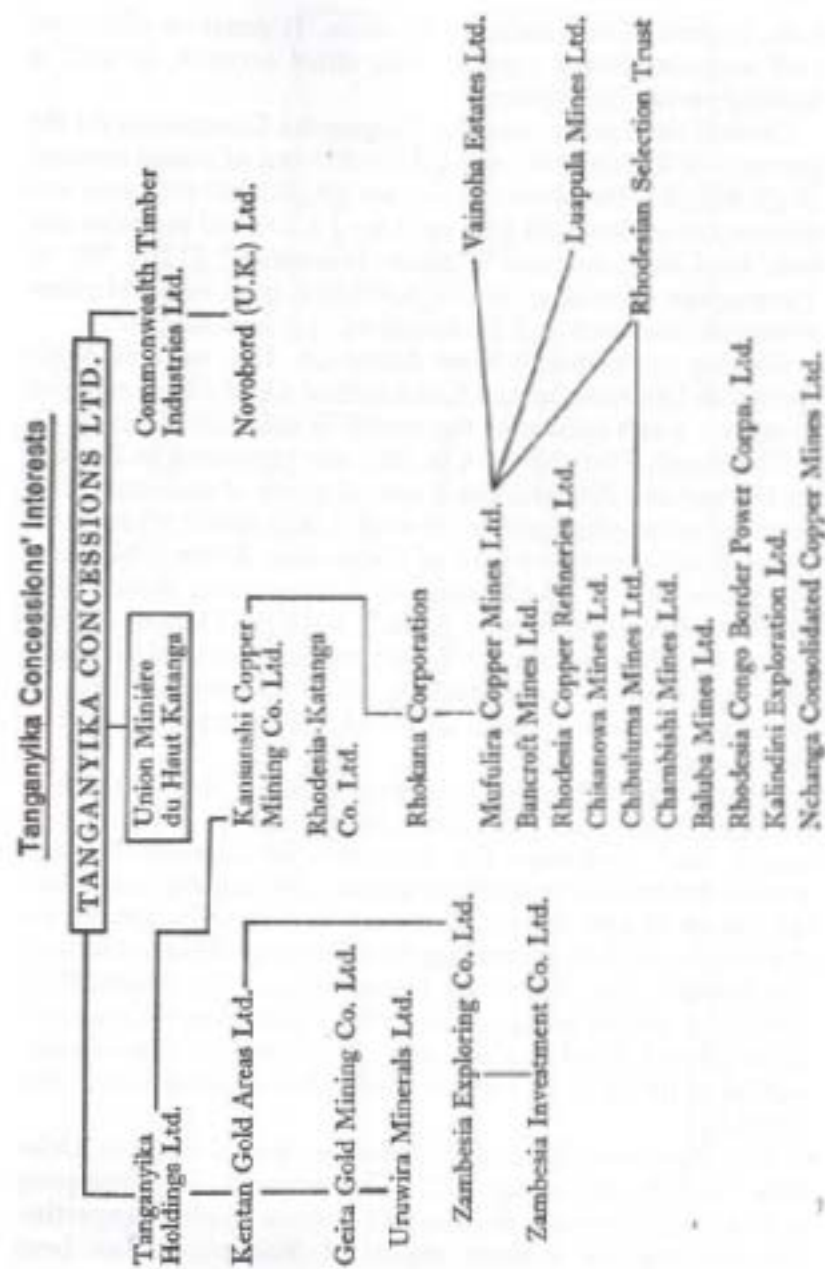 Tanganyika Concessions' Interests
TANGANYIKA CONCESSIONS LTD.
Tanganyika
Holdings Ltd.
Union Minière
du Haut Katanga
Commonwealth Timber
Industries Ltd.
Kentan Gold Areas Ltd.
Kansanshi Copper
Mining Co. Ltd.
Novobord (U.K.) Ltd.
Rhodesia-Katanga
Co. Ltd.
Geita Gold Mining Co. Ltd.
Uruwira Minerals Ltd.
Rhokana Corporation
Zambesia Exploring Co. Ltd.
Zambesia Investment Co. Ltd.
Mufulira Copper Mines Ltd.
Bancroft Mines Ltd.
Rhodesia Copper Refineries Ltd.
Chisanowa Mines Ltd.
Chibuluma Mines Ltd.
Chambishi Mines Ltd.
Baluba Mines Ltd.
Rhodesia Congo Border Power Corpn. Ltd.
Kalindini Exploration Ltd.
Nchanga Consolidated Copper Mines Ltd.
Vainoha Estates Ltd.
Luapula Mines Ltd.
Rhodesian Selection Trust